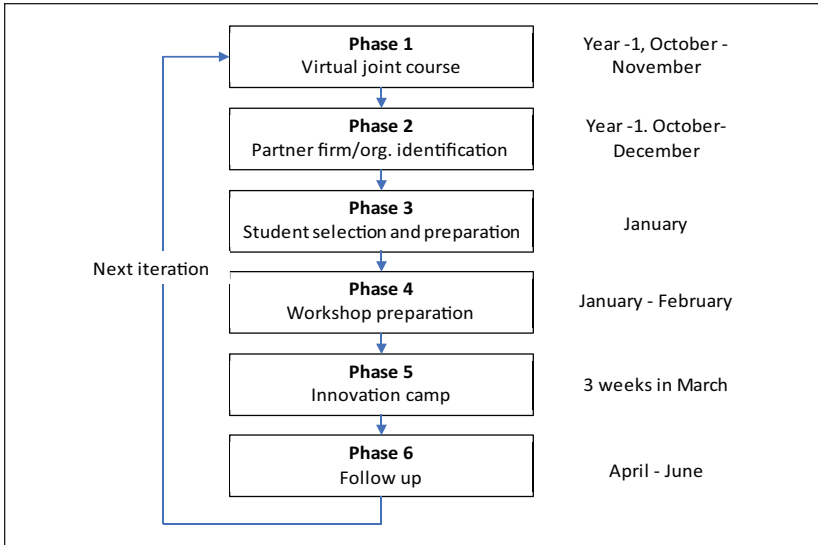 Phase 1
Virtual joint course
Year -1, October -
November
Phase 2
Partner firm/org. identification
Year -1. October-
December
Phase 3
Student selection and preparation
January
Next iteration
Phase 4
Workshop preparation
January - February
Phase 5
Innovation camp
3 weeks in March
Phase 6
Follow up
April - June